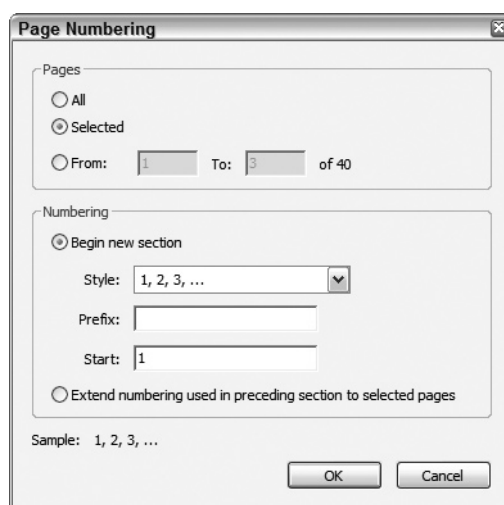 Page Numbering
Pages
All
Selected
From: 1 To: 3 of 40
Numbering
Begin new section
Style: 1, 2, 3, ...
Prefix:
Start: 1
Extend numbering used in preceding section to selected pages
Sample: 1, 2, 3, ...
OK Cancel